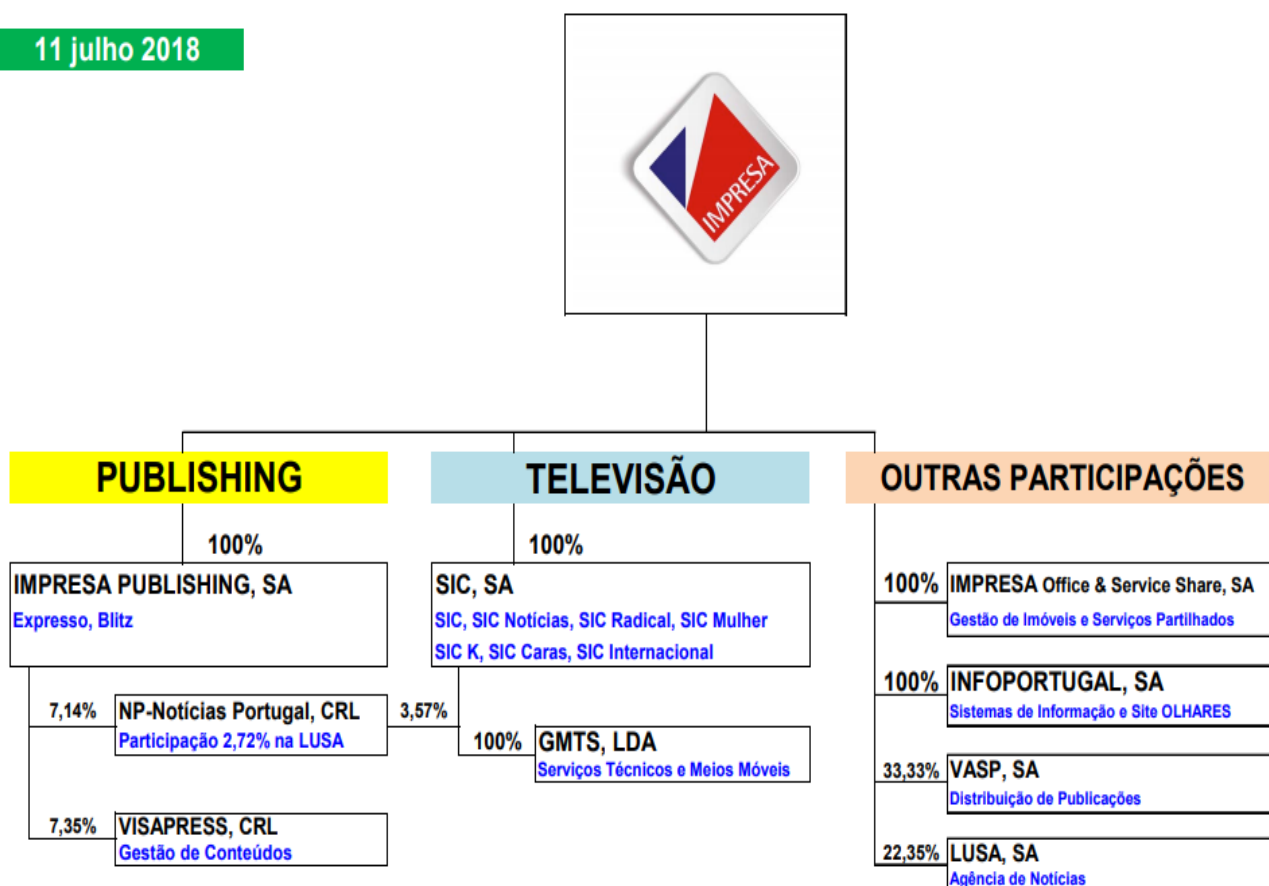 11 julho 2018
IMPRESA
PUBLISHING
TELEVISÃO
OUTRAS PARTICIPAÇÕES
100%
IMPRESA PUBLISHING, SA
Expresso, Blitz
7,14%
NP-Notícias Portugal, CRL
Participação 2,72% na LUSA
7,35%
VISAPRESS, CRL
Gestão de Conteúdos
100%
SIC, SA
SIC, SIC Notícias, SIC Radical, SIC Mulher
SIC K, SIC Caras, SIC Internacional
3,57%
100%
GMTS, LDA
Serviços Técnicos e Meios Móveis
100%
IMPRESA Office & Service Share, SA
Gestão de Imóveis e Serviços Partilhados
100%
INFOPORTUGAL, SA
Sistemas de Informação e Site OLHARES
33,33%
VASP, SA
Distribuição de Publicações
22,35%
LUSA, SA
Agência de Notícias